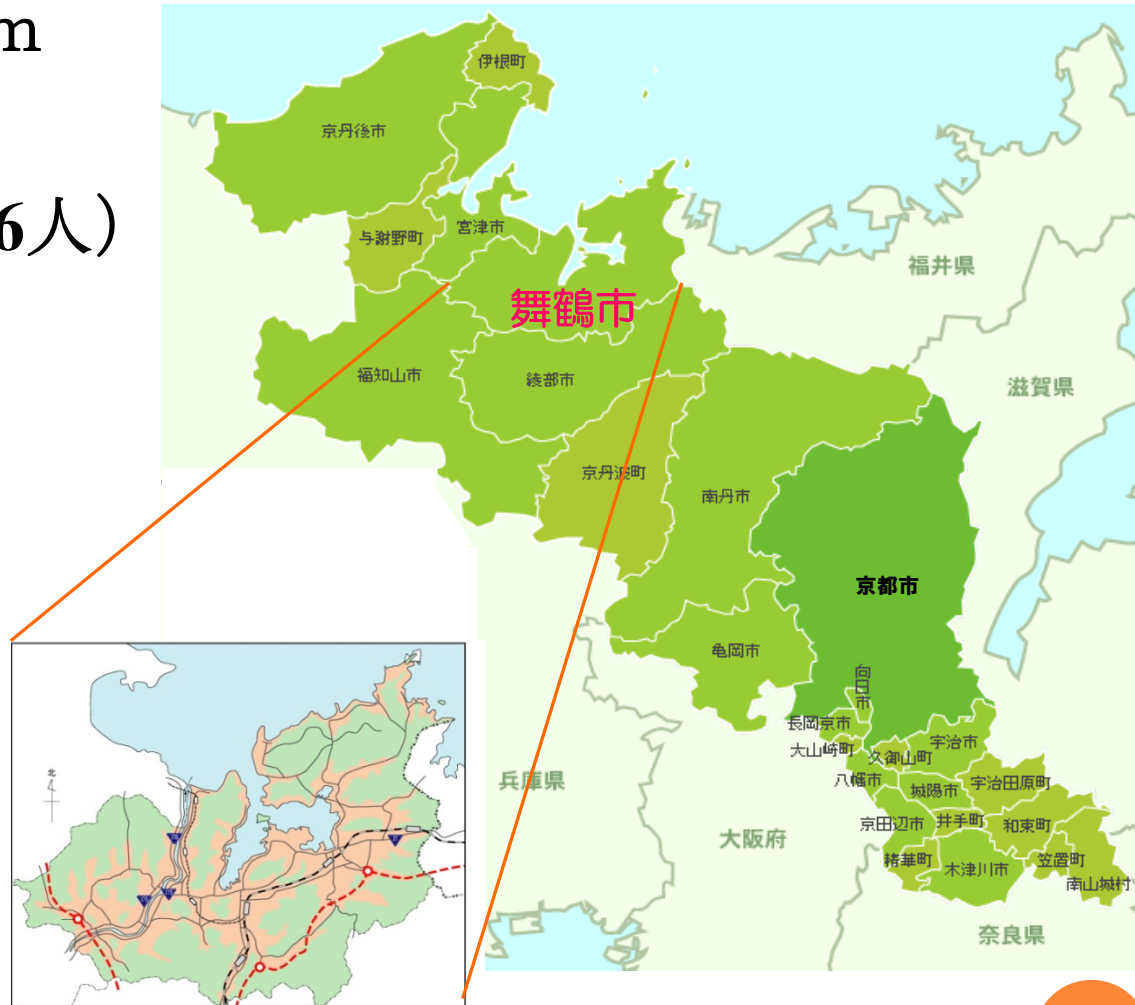 m
6人）
伊根町
京丹後市
与謝野町
宮津市
舞鶴市
福井県
滋賀県
福知山市
綾部市
京丹波町
南丹市
京都市
亀岡市
向日市
長岡京市
大山崎町
久御山町
宇治市
八幡市
城陽市
宇治田原町
京田辺市
井手町
和束町
精華町
木津川市
笠置町
南山城村
兵庫県
大阪府
奈良県
北